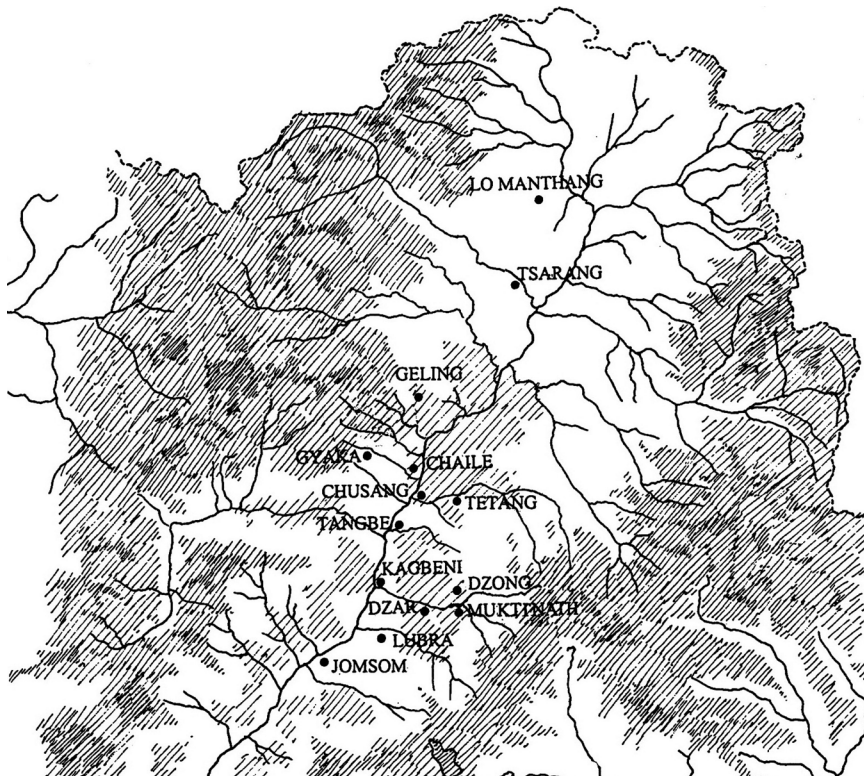 LO MANTHANG
TSARANG
GELING
GYAKA
CHAILE
CHUSANG
TETANG
TANGBE
KAGBENI
DZONG
DZAR
MUKTINATH
LUBRA
JOMSOM